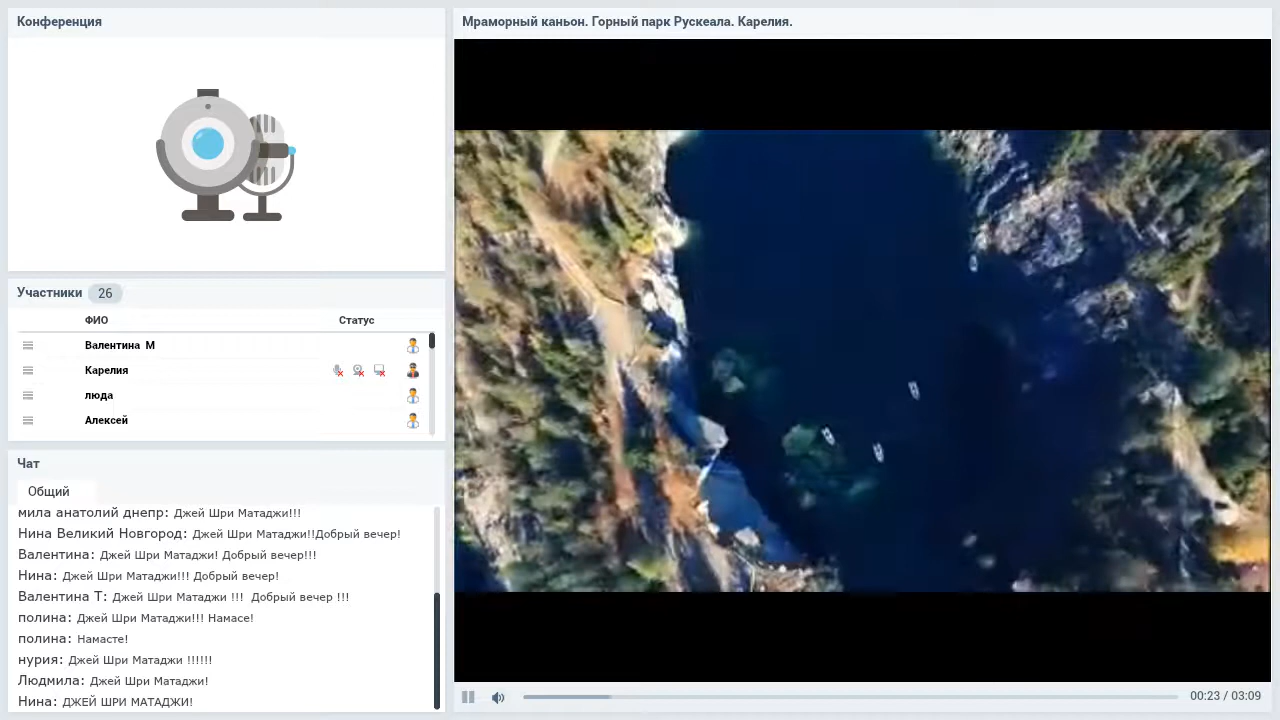 Конференция
Мраморный каньон. Горный парк Рускеала. Карелия.
Участники 26
ФИО Статус
Валентина М
Карелия
люда
Алексей
Чат
Общий
мила анатолий днепр: Джей Шри Матаджи!!!
Нина Великий Новгород: Джей Шри Матаджи!!Добрый вечер!
Валентина: Джей Шри Матаджи! Добрый вечер!!!
Нина: Джей Шри Матаджи!!! Добрый вечер!
Валентина Т: Джей Шри Матаджи !!! Добрый вечер !!!
полина: Джей Шри Матаджи!!! Намасе!
полина: Намасте!
нурия: Джей Шри Матаджи !!!!!!
Людмила: Джей Шри Матаджи!
Нина: ДЖЕЙ ШРИ МАТАДЖИ!
00:23 / 03:09